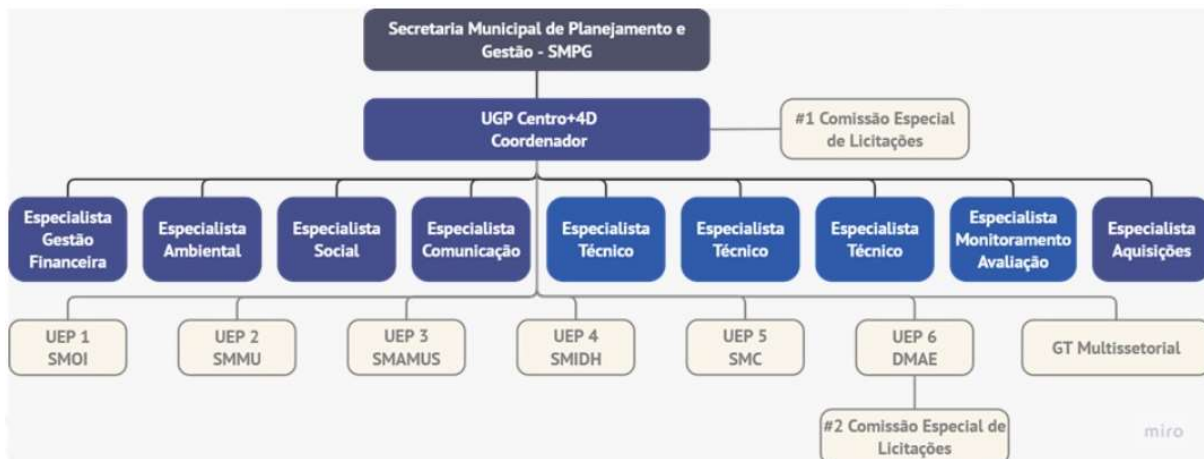 Secretaria Municipal de Planejamento e
Gestão - SMPG
UGP Centro+4D
Coordenador
#1 Comissão Especial
de Licitações
Especialista
Gestão
Financeira
Especialista
Ambiental
Especialista
Social
Especialista
Comunicação
Especialista
Técnico
Especialista
Técnico
Especialista
Técnico
Especialista
Monitoramento
Avaliação
Especialista
Aquisições
UEP 1
SMOI
UEP 2
SMMU
UEP 3
SMAMUS
UEP 4
SMIDH
UEP 5
SMC
UEP 6
DMAE
GT Multissetorial
#2 Comissão Especial de
Licitações
miro